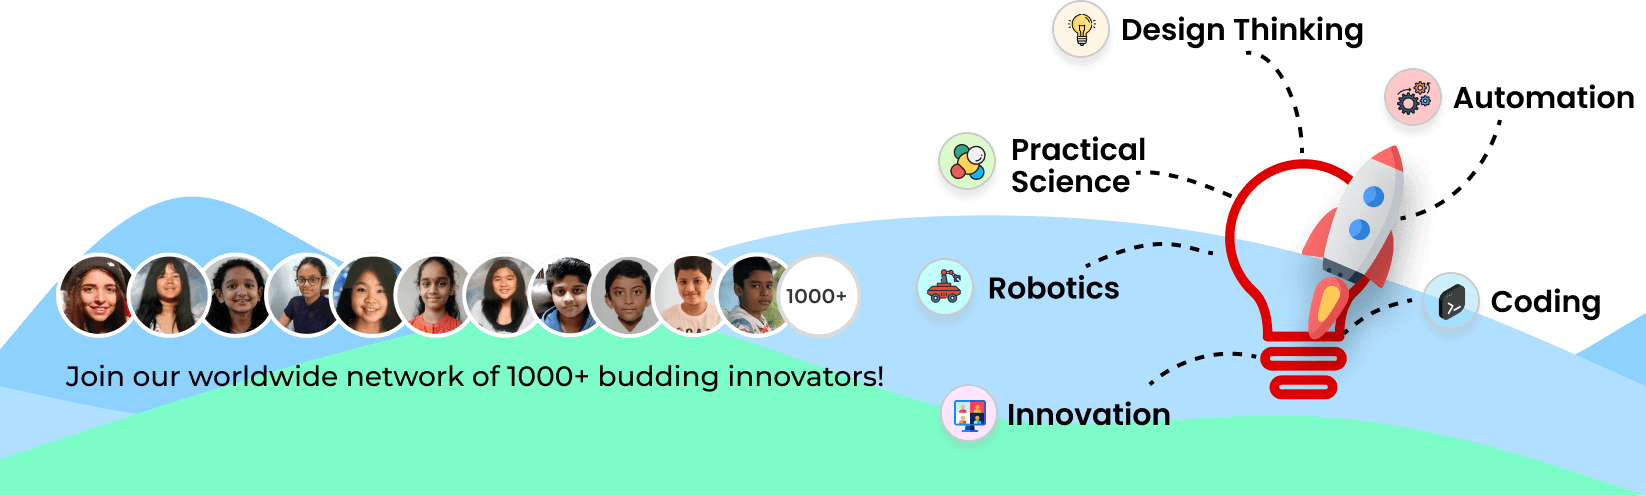 Design Thinking
Automation
Practical
Science
Robotics
Coding
Innovation
1000+
Join our worldwide network of 1000+ budding innovators!